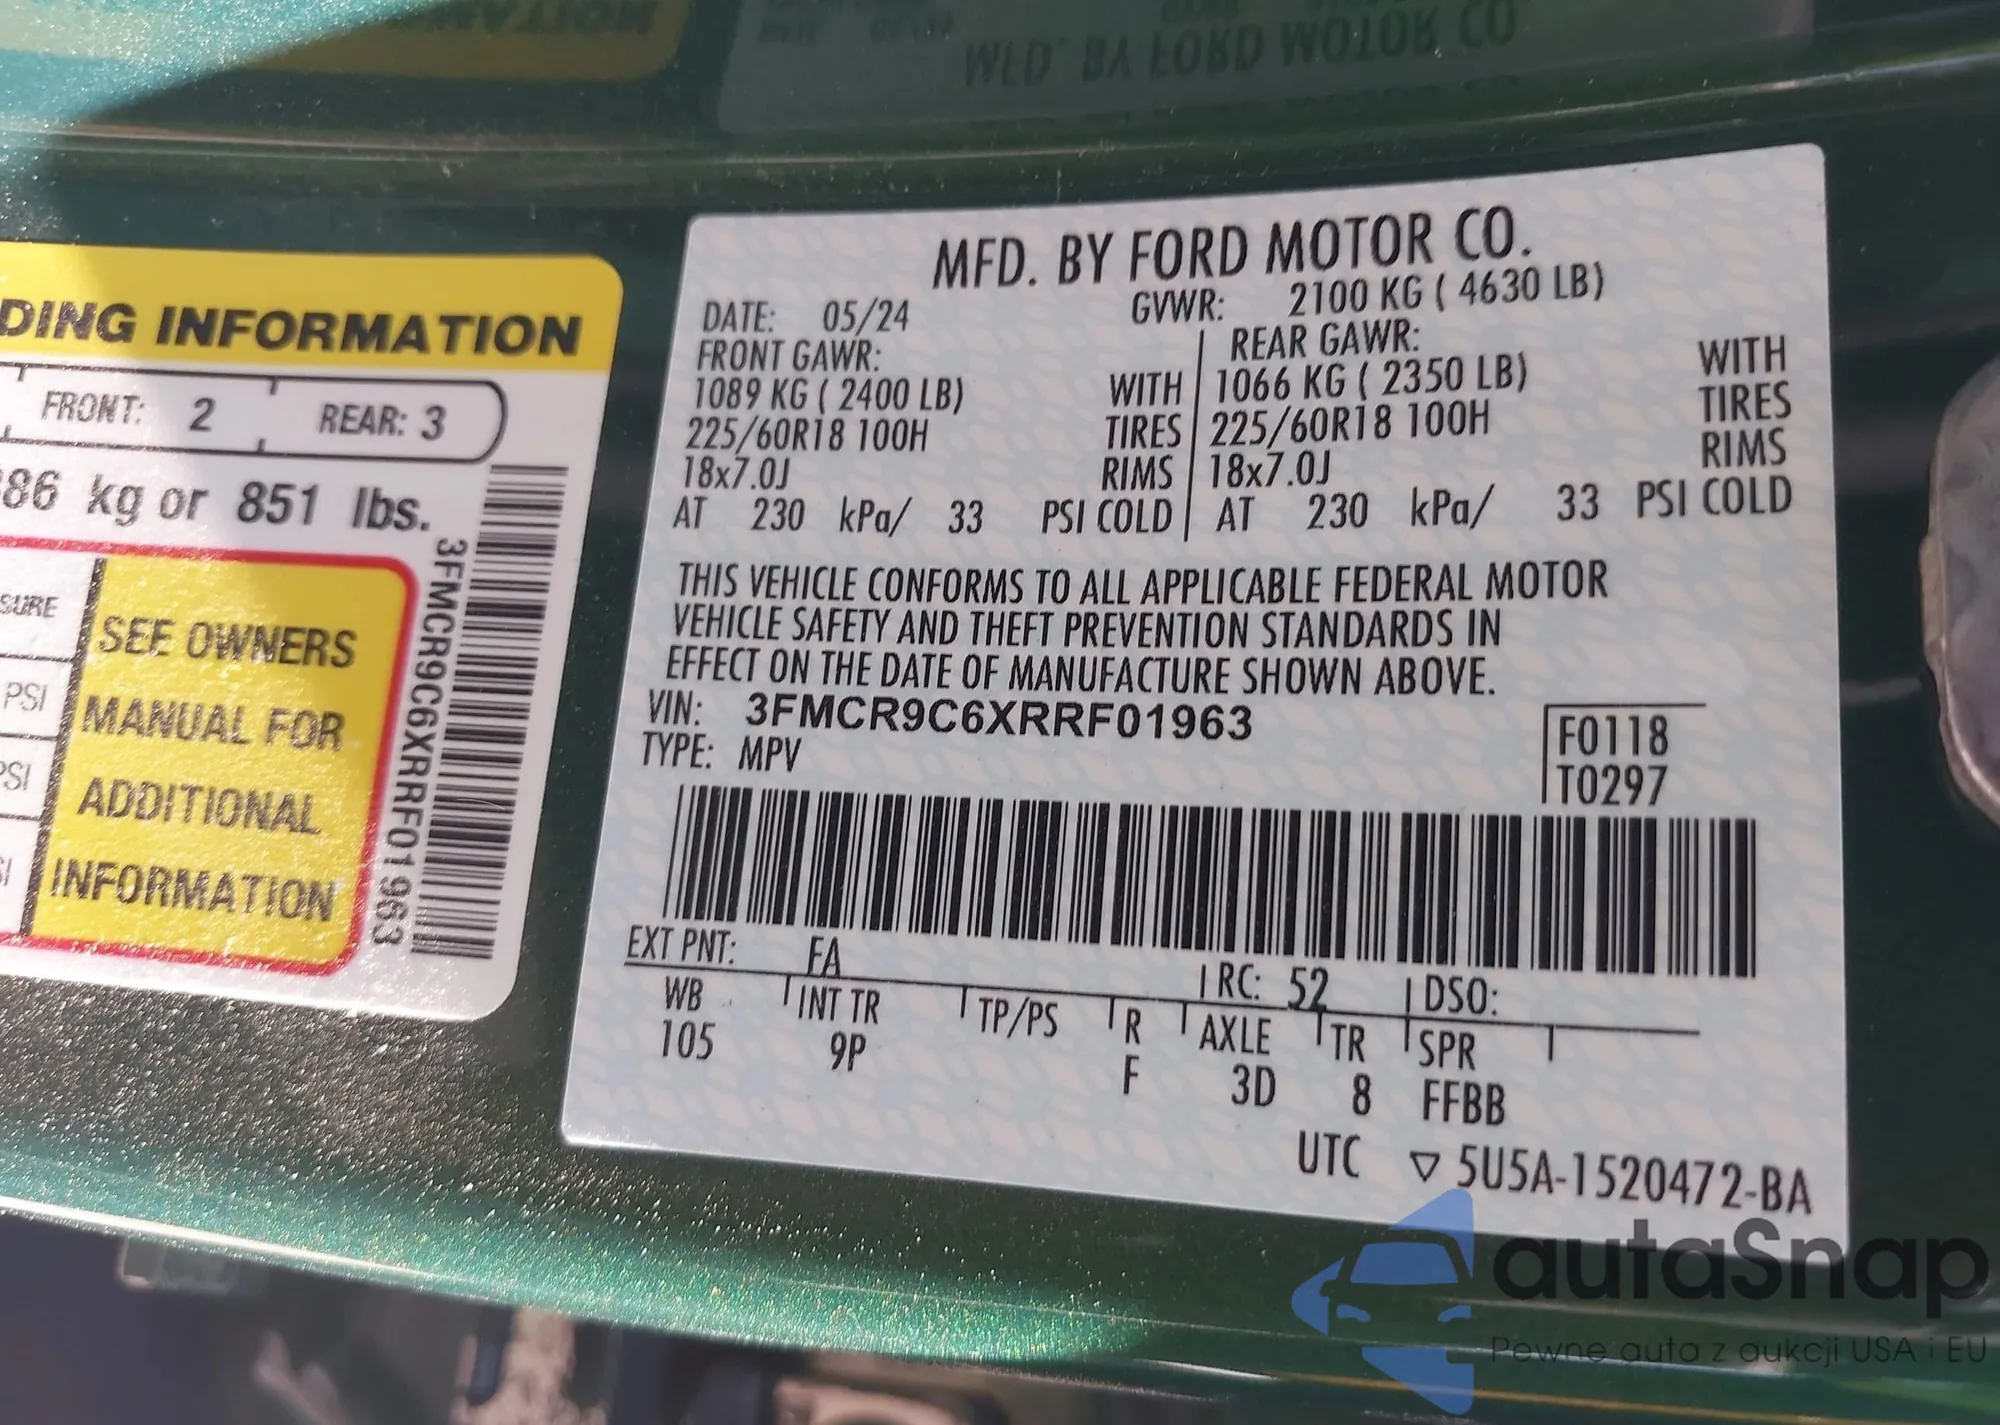 DING INFORMATION
FRONT: 2 REAR: 3
86 kg or 851 lbs.
SURE
PSI
PSI
SEE OWNERS
MANUAL FOR
ADDITIONAL
INFORMATION
3FMCR9C6XRRF01963
MFD. BY FORD MOTOR CO.
DATE: 05/24 GVWR: 2100 KG ( 4630 LB)
FRONT GAWR: REAR GAWR:
1089 KG ( 2400 LB) WITH 1066 KG ( 2350 LB) WITH
225/60R18 100H TIRES 225/60R18 100H TIRES
18x7.0J RIMS 18x7.0J RIMS
AT 230 kPa/ 33 PSI COLD AT 230 kPa/ 33 PSI COLD
THIS VEHICLE CONFORMS TO ALL APPLICABLE FEDERAL MOTOR
VEHICLE SAFETY AND THEFT PREVENTION STANDARDS IN
EFFECT ON THE DATE OF MANUFACTURE SHOWN ABOVE.
VIN: 3FMCR9C6XRRF01963
TYPE: MPV
F0118
T0297
EXT PNT: FA RC: 52 DSO:
WB INT TR TP/PS R AXLE TR SPR
105 9P F 3D 8 FFBB
UTC ▽ 5U5A-1520472-BA
autaSnap
Pewne auta z aukcji USA i EU